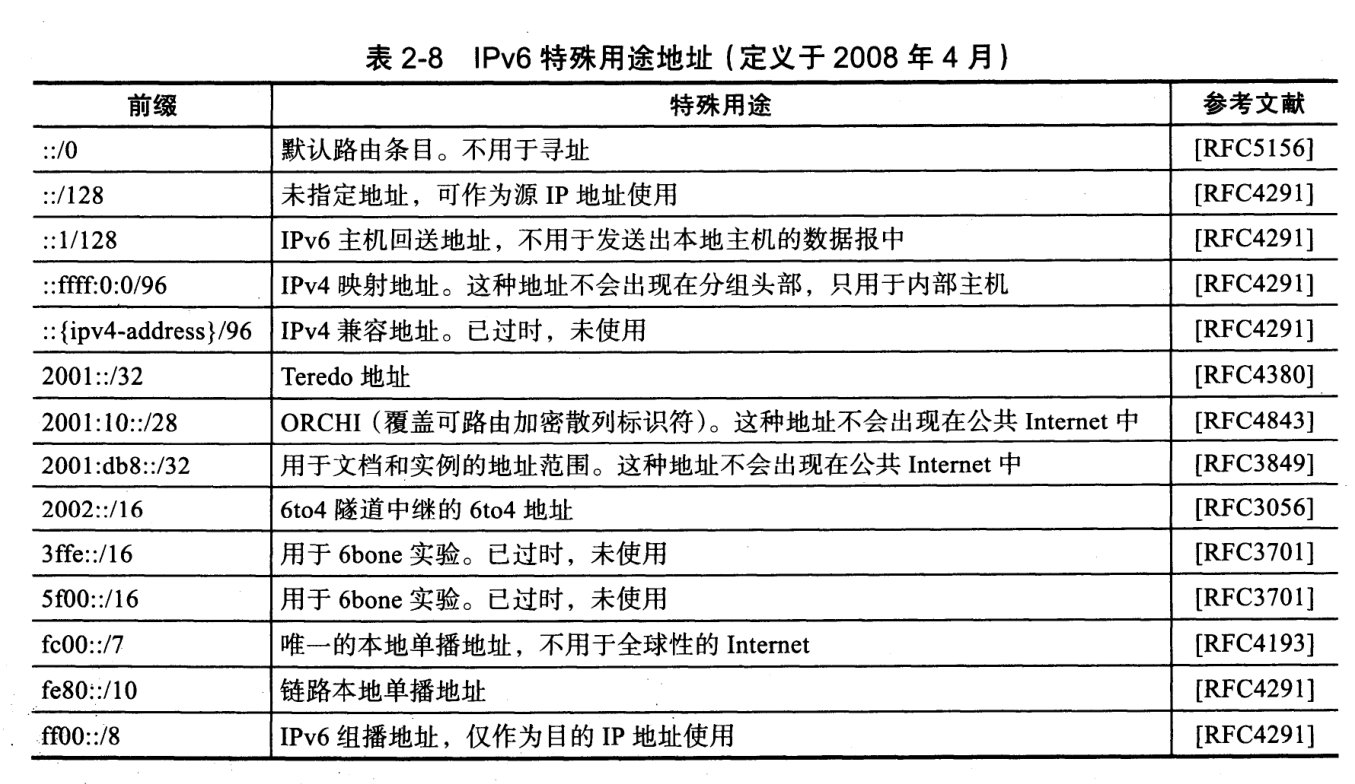 表 2-8 IPv6 特殊用途地址（定义于 2008 年 4 月）
前缀 特殊用途 参考文献
::/0 默认路由条目。不用于寻址 [RFC5156]
::/128 未指定地址，可作为源 IP 地址使用 [RFC4291]
::1/128 IPv6 主机回送地址，不用于发送出本地主机的数据报中 [RFC4291]
::ffff:0:0/96 IPv4 映射地址。这种地址不会出现在分组头部，只用于内部主机 [RFC4291]
::{ipv4-address}/96 IPv4 兼容地址。已过时，未使用 [RFC4291]
2001::/32 Teredo 地址 [RFC4380]
2001:10::/28 ORCHI（覆盖可路由加密散列标识符）。这种地址不会出现在公共 Internet 中 [RFC4843]
2001:db8::/32 用于文档和实例的地址范围。这种地址不会出现在公共 Internet 中 [RFC3849]
2002::/16 6to4 隧道中继的 6to4 地址 [RFC3056]
3ffe::/16 用于 6bone 实验。已过时，未使用 [RFC3701]
5f00::/16 用于 6bone 实验。已过时，未使用 [RFC3701]
fc00::/7 唯一的本地单播地址，不用于全球性的 Internet [RFC4193]
fe80::/10 链路本地单播地址 [RFC4291]
ff00::/8 IPv6 组播地址，仅作为目的 IP 地址使用 [RFC4291]